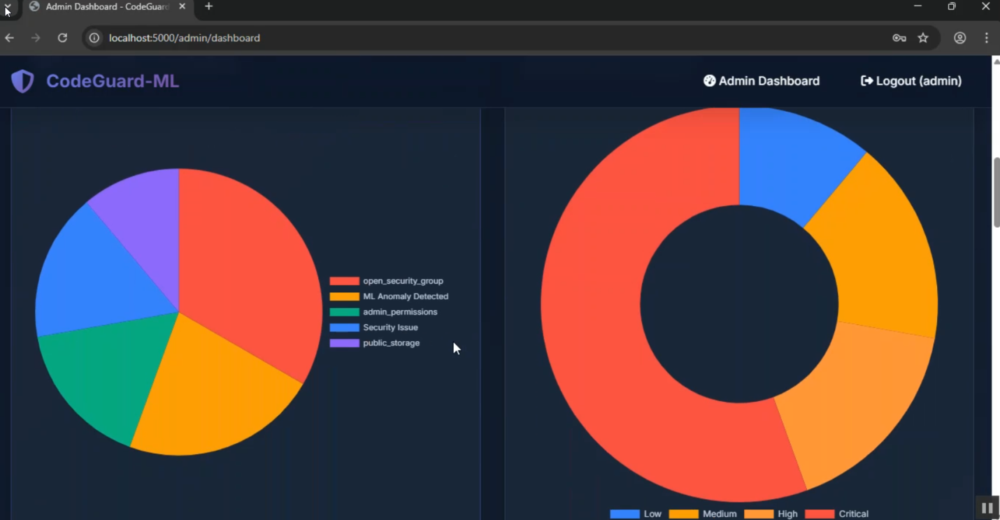 Admin Dashboard - CodeGuard
localhost:5000/admin/dashboard
CodeGuard-ML
Admin Dashboard
Logout (admin)
open_security_group
ML Anomaly Detected
admin_permissions
Security Issue
public_storage
Low Medium High Critical